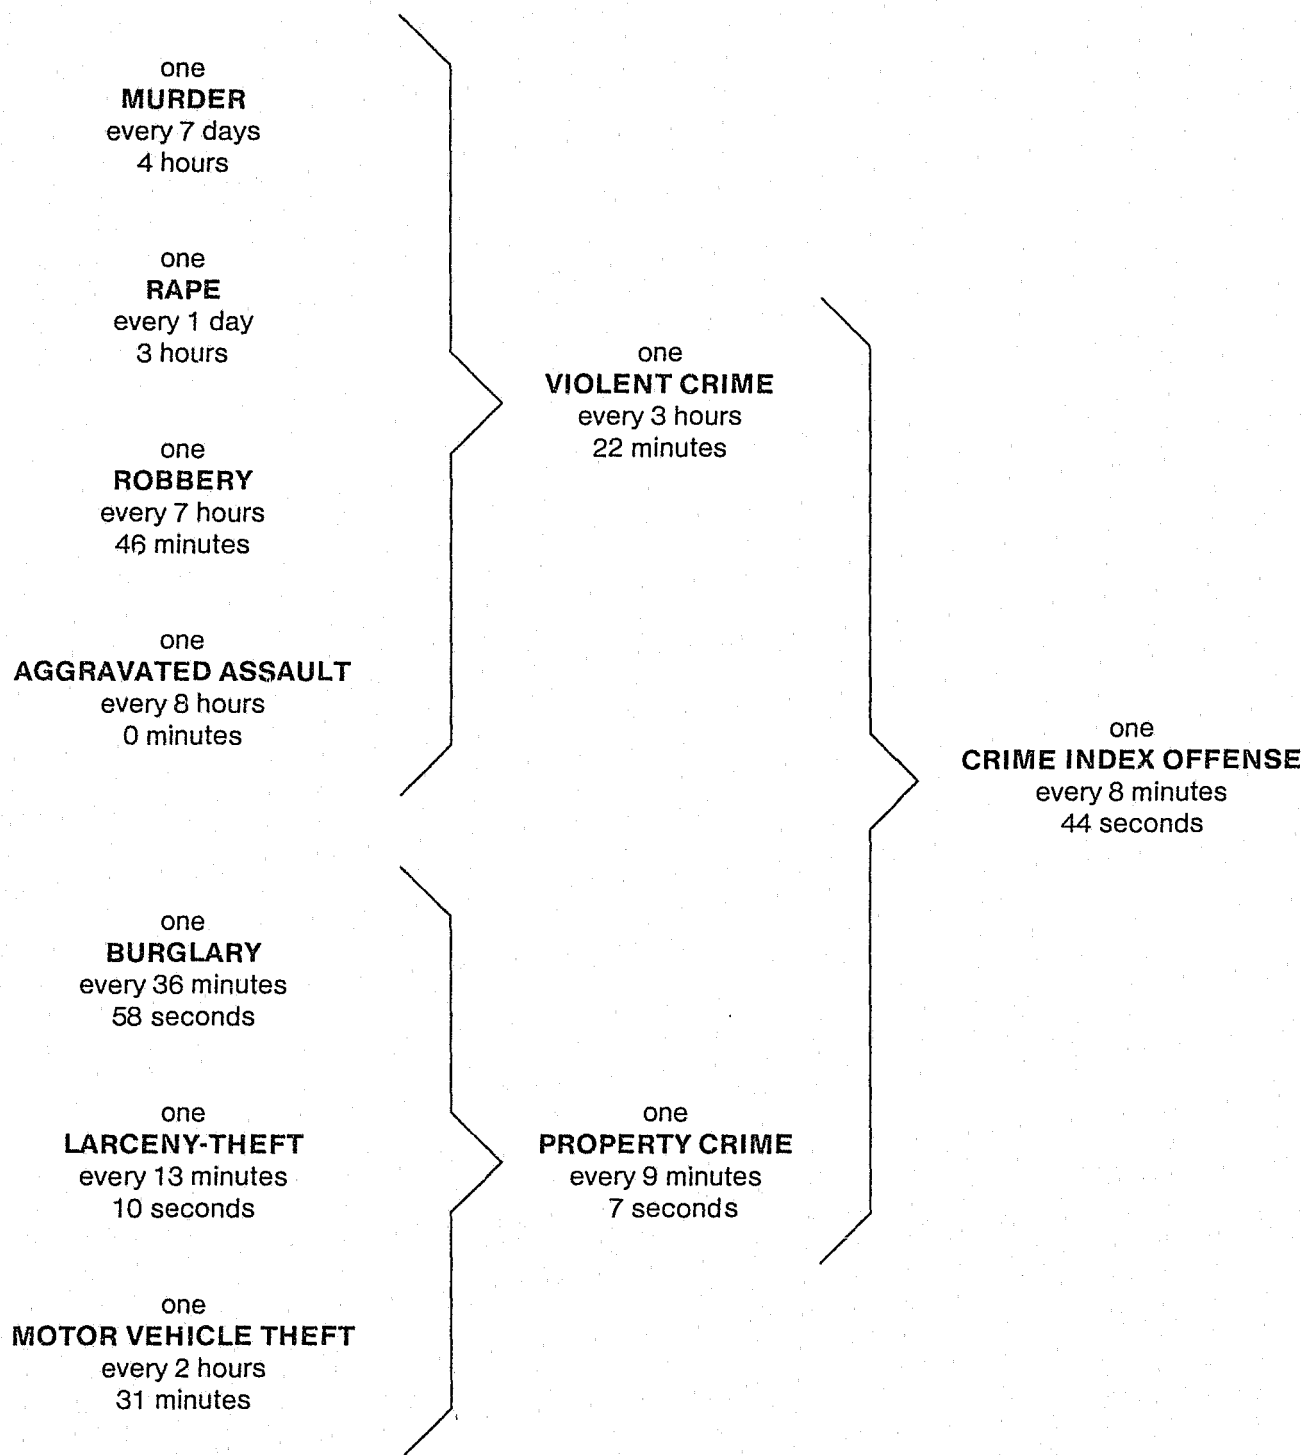 one
MURDER
every 7 days
4 hours
one
RAPE
every 1 day
3 hours
one
ROBBERY
every 7 hours
46 minutes
one
AGGRAVATED ASSAULT
every 8 hours
0 minutes
one
VIOLENT CRIME
every 3 hours
22 minutes
one
BURGLARY
every 36 minutes
58 seconds
one
LARCENY-THEFT
every 13 minutes
10 seconds
one
MOTOR VEHICLE THEFT
every 2 hours
31 minutes
one
PROPERTY CRIME
every 9 minutes
7 seconds
one
CRIME INDEX OFFENSE
every 8 minutes
44 seconds